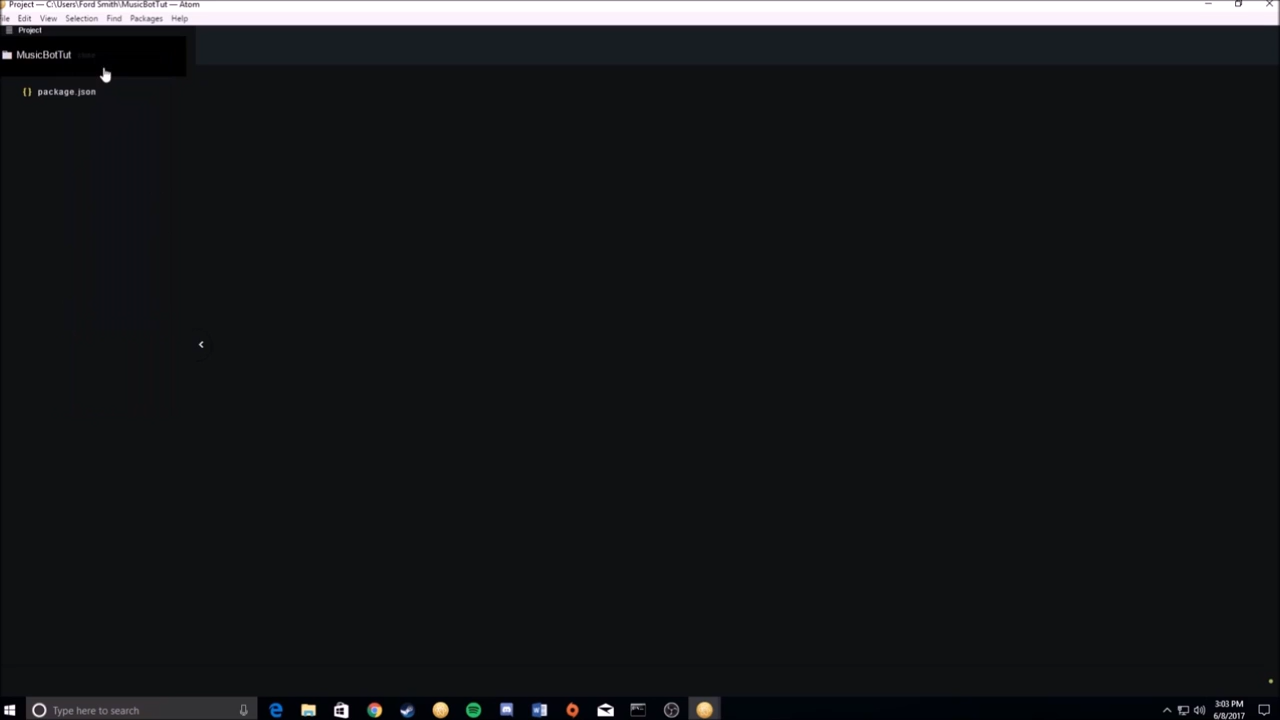 Project — C:\Users\Ford Smith\MusicBotTut — Atom
ile Edit View Selection Find Packages Help
Project
MusicBotTut
{} package.json
Type here to search
3:03 PM
6/8/2017